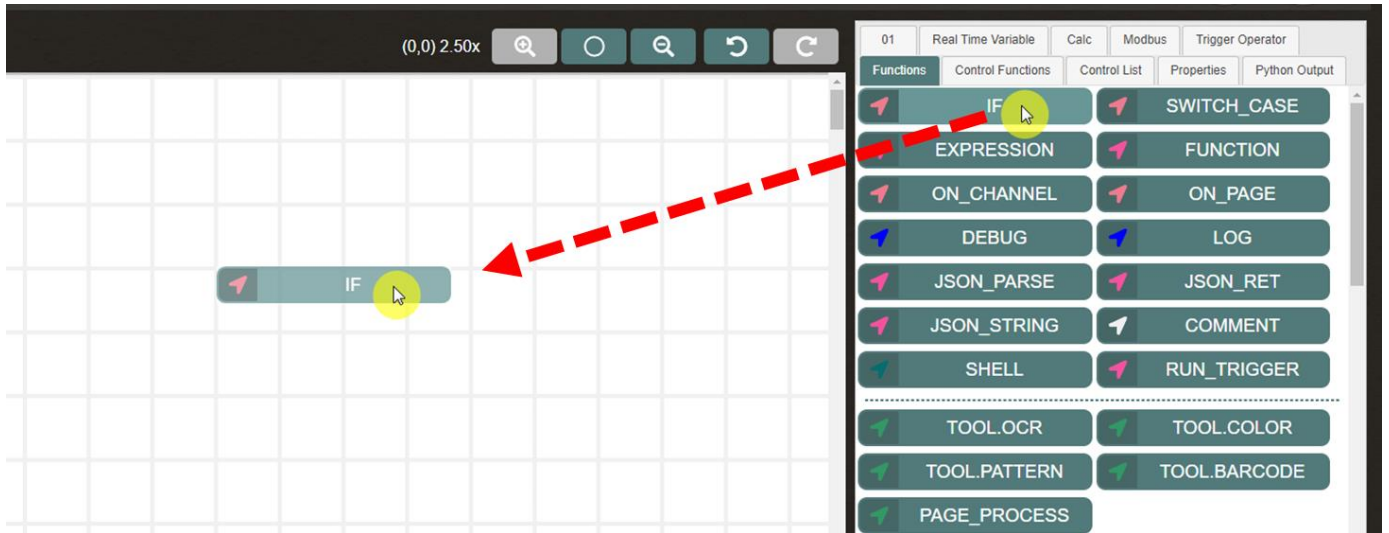 (0,0) 2.50x
01 Real Time Variable Calc Modbus Trigger Operator
Functions Control Functions Control List Properties Python Output
IF SWITCH_CASE
EXPRESSION FUNCTION
ON_CHANNEL ON_PAGE
DEBUG LOG
IF
JSON_PARSE JSON_RET
JSON_STRING COMMENT
SHELL RUN_TRIGGER
TOOL.OCR TOOL.COLOR
TOOL.PATTERN TOOL.BARCODE
PAGE_PROCESS